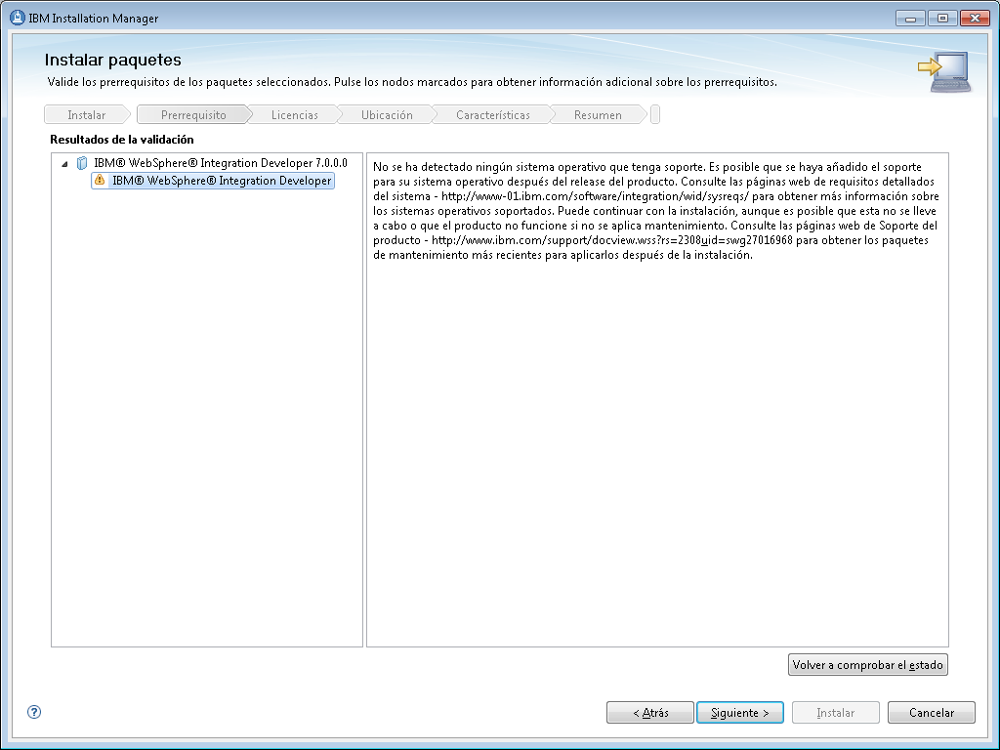 IBM Installation Manager
Instalar paquetes
Valide los prerrequisitos de los paquetes seleccionados. Pulse los nodos marcados para obtener información adicional sobre los prerrequisitos.
Instalar
Prerrequisito
Licencias
Ubicación
Características
Resumen
Resultados de la validación
IBM® WebSphere® Integration Developer 7.0.0.0
IBM® WebSphere® Integration Developer
No se ha detectado ningún sistema operativo que tenga soporte. Es posible que se haya añadido el soporte
para su sistema operativo después del release del producto. Consulte las páginas web de requisitos detallados
del sistema - http://www-01.ibm.com/software/integration/wid/sysreqs/ para obtener más información sobre
los sistemas operativos soportados. Puede continuar con la instalación, aunque es posible que esta no se lleve
a cabo o que el producto no funcione si no se aplica mantenimiento. Consulte las páginas web de Soporte del
producto - http://www.ibm.com/support/docview.wss?rs=2308uid=swg27016968 para obtener los paquetes
de mantenimiento más recientes para aplicarlos después de la instalación.
Volver a comprobar el estado
?
< Atrás
Siguiente >
Instalar
Cancelar